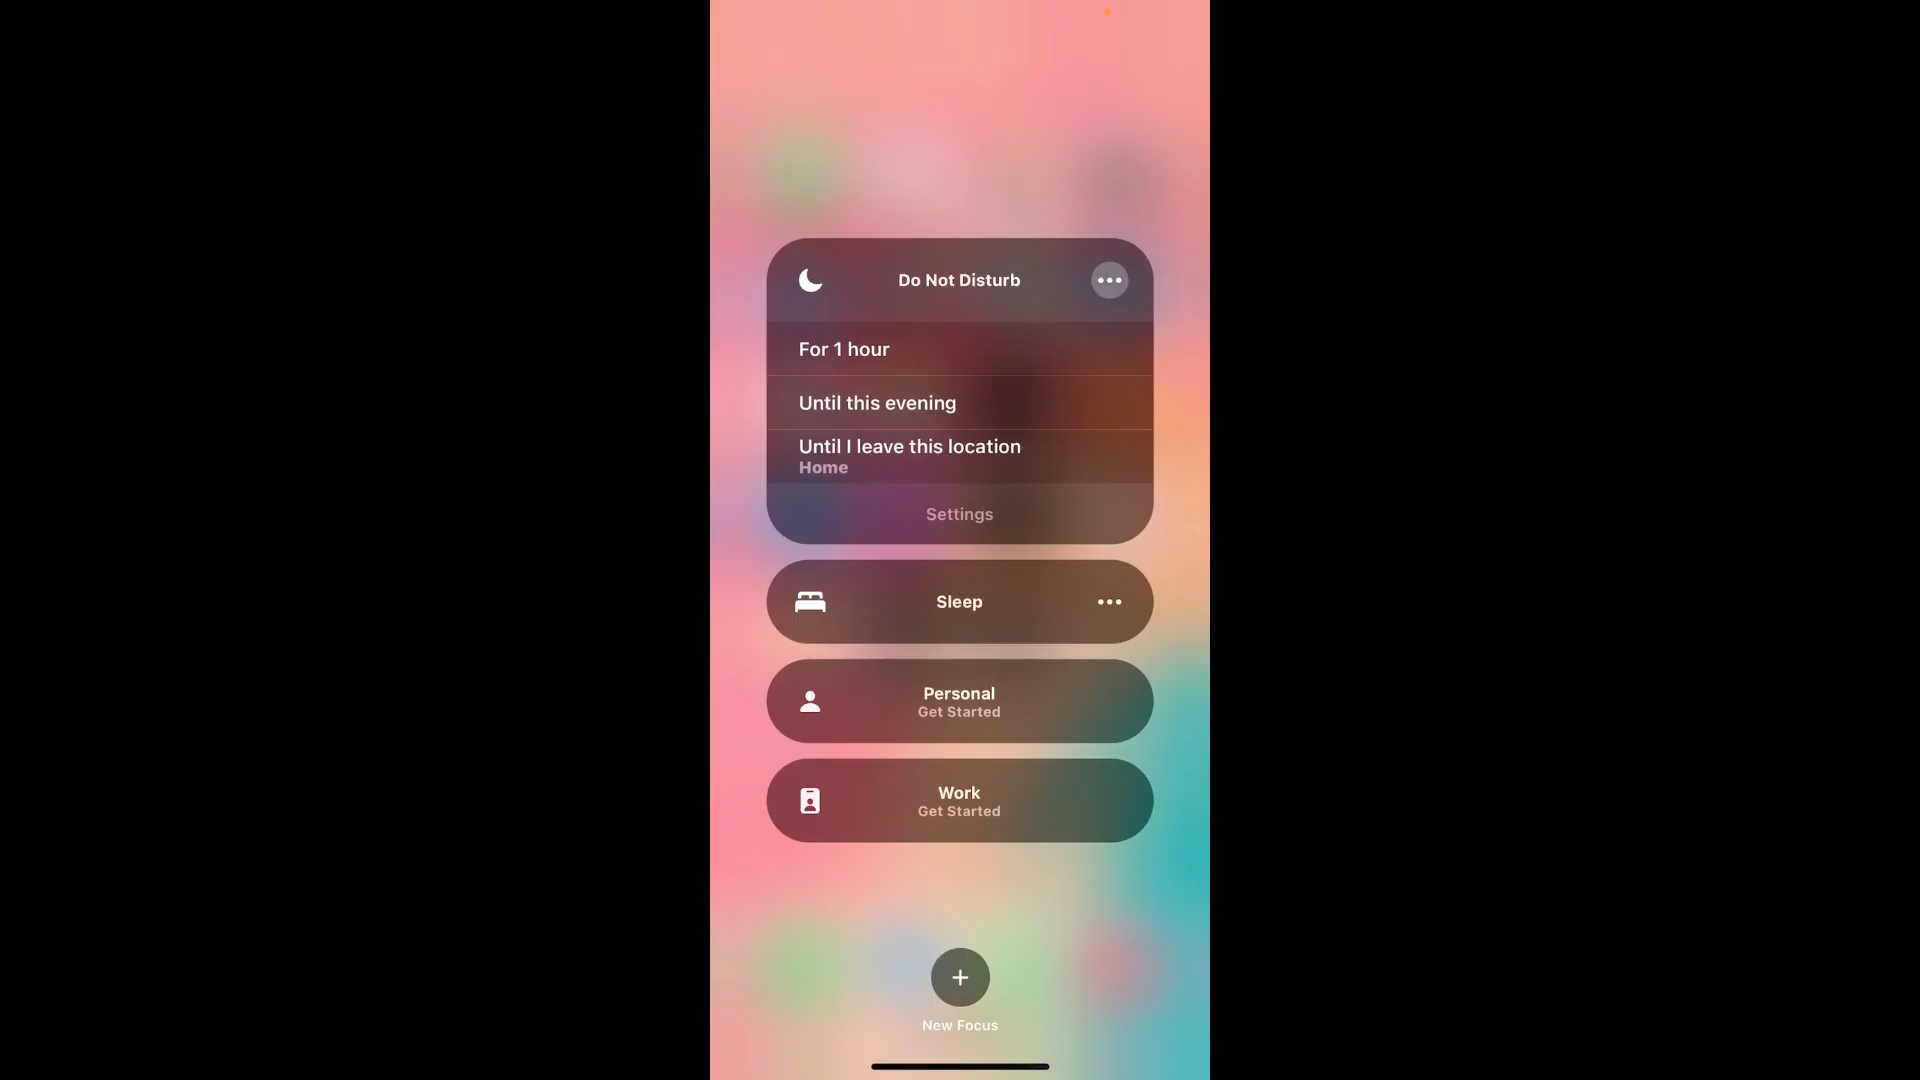 Do Not Disturb
For 1 hour
Until this evening
Until I leave this location
Home
Settings
Sleep
Personal
Get Started
Work
Get Started
New Focus